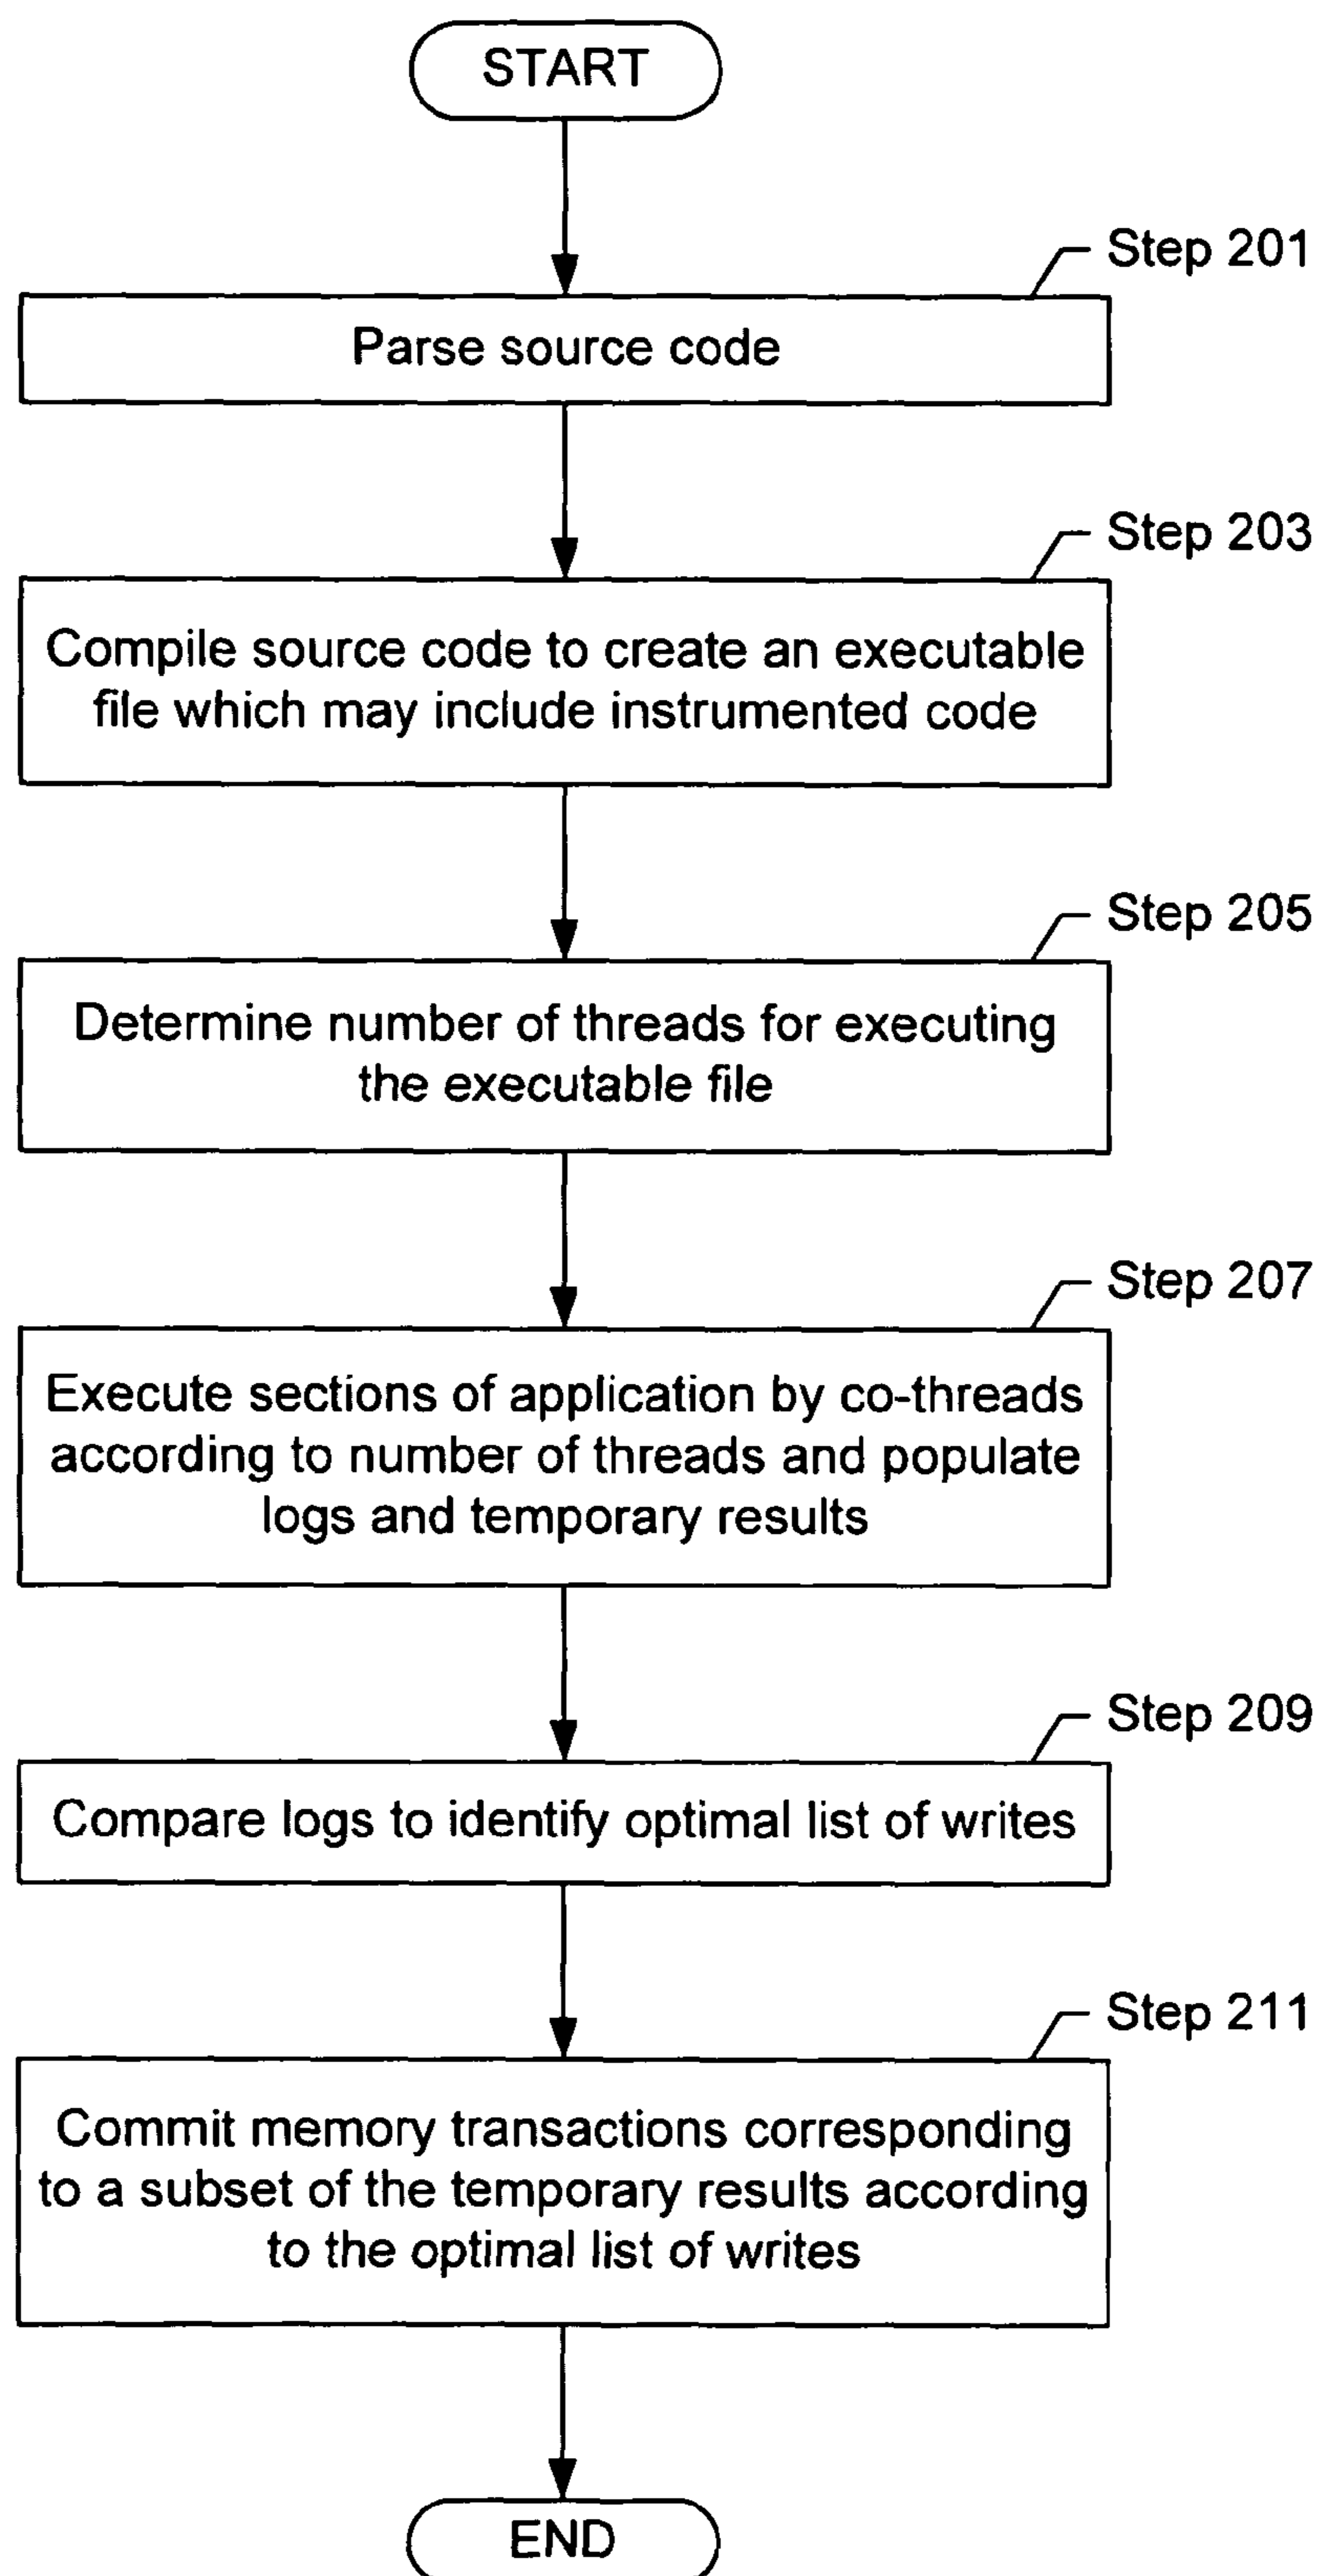 START
Step 201
Parse source code
Step 203
Compile source code to create an executable
file which may include instrumented code
Step 205
Determine number of threads for executing
the executable file
Step 207
Execute sections of application by co-threads
according to number of threads and populate
logs and temporary results
Step 209
Compare logs to identify optimal list of writes
Step 211
Commit memory transactions corresponding
to a subset of the temporary results according
to the optimal list of writes
END